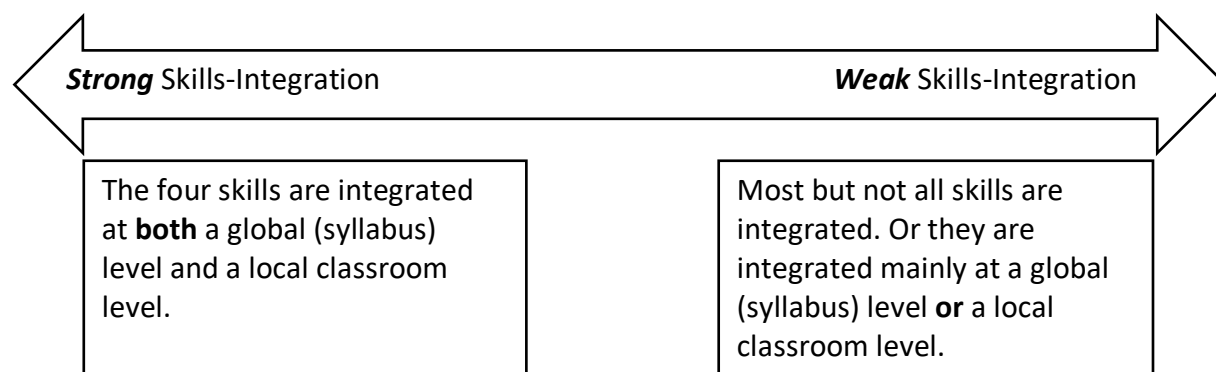 Strong Skills-Integration
Weak Skills-Integration
The four skills are integrated
at both a global (syllabus)
level and a local classroom
level.
Most but not all skills are
integrated. Or they are
integrated mainly at a global
(syllabus) level or a local
classroom level.